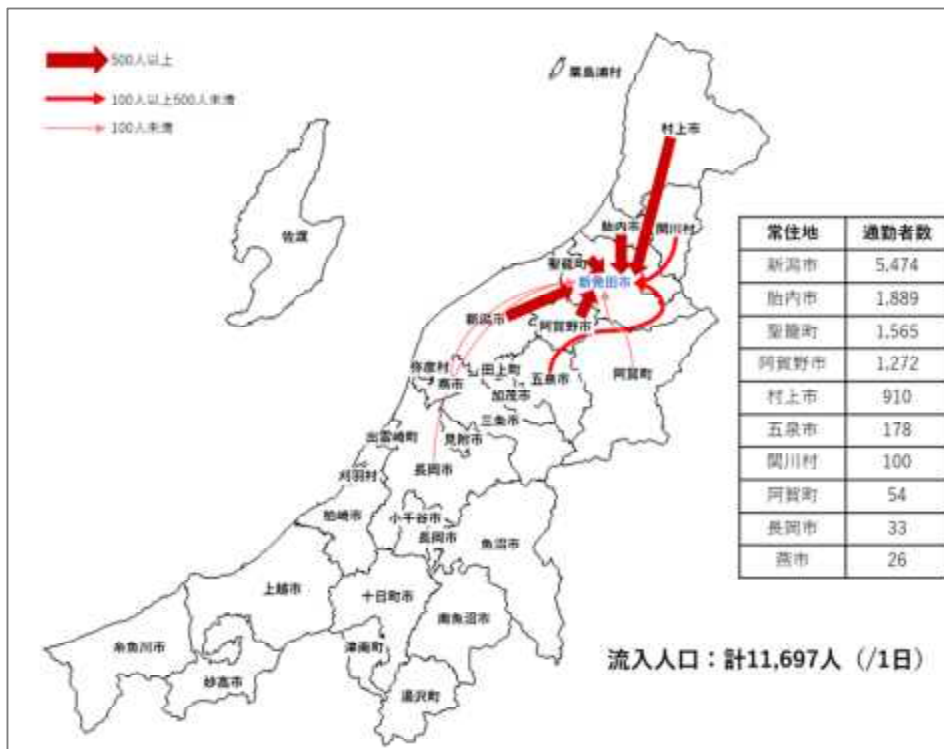 500人以上
100人以上500人未満
100人未満
粟島浦村
村上市
佐渡
胎内市
関川村
聖籠町
新発田市
新潟市
阿賀野市
弥彦村
燕市
田上町
加茂市
五泉市
阿賀町
三条市
出雲崎町
見附市
長岡市
刈羽村
柏崎市
小千谷市
長岡市
魚沼市
上越市
十日町市
南魚沼市
糸魚川市
妙高市
津南町
湯沢町
常住地 通勤者数
新潟市 5,474
胎内市 1,889
聖籠町 1,565
阿賀野市 1,272
村上市 910
五泉市 178
関川村 100
阿賀町 54
長岡市 33
燕市 26
流入人口：計11,697人（/1日）